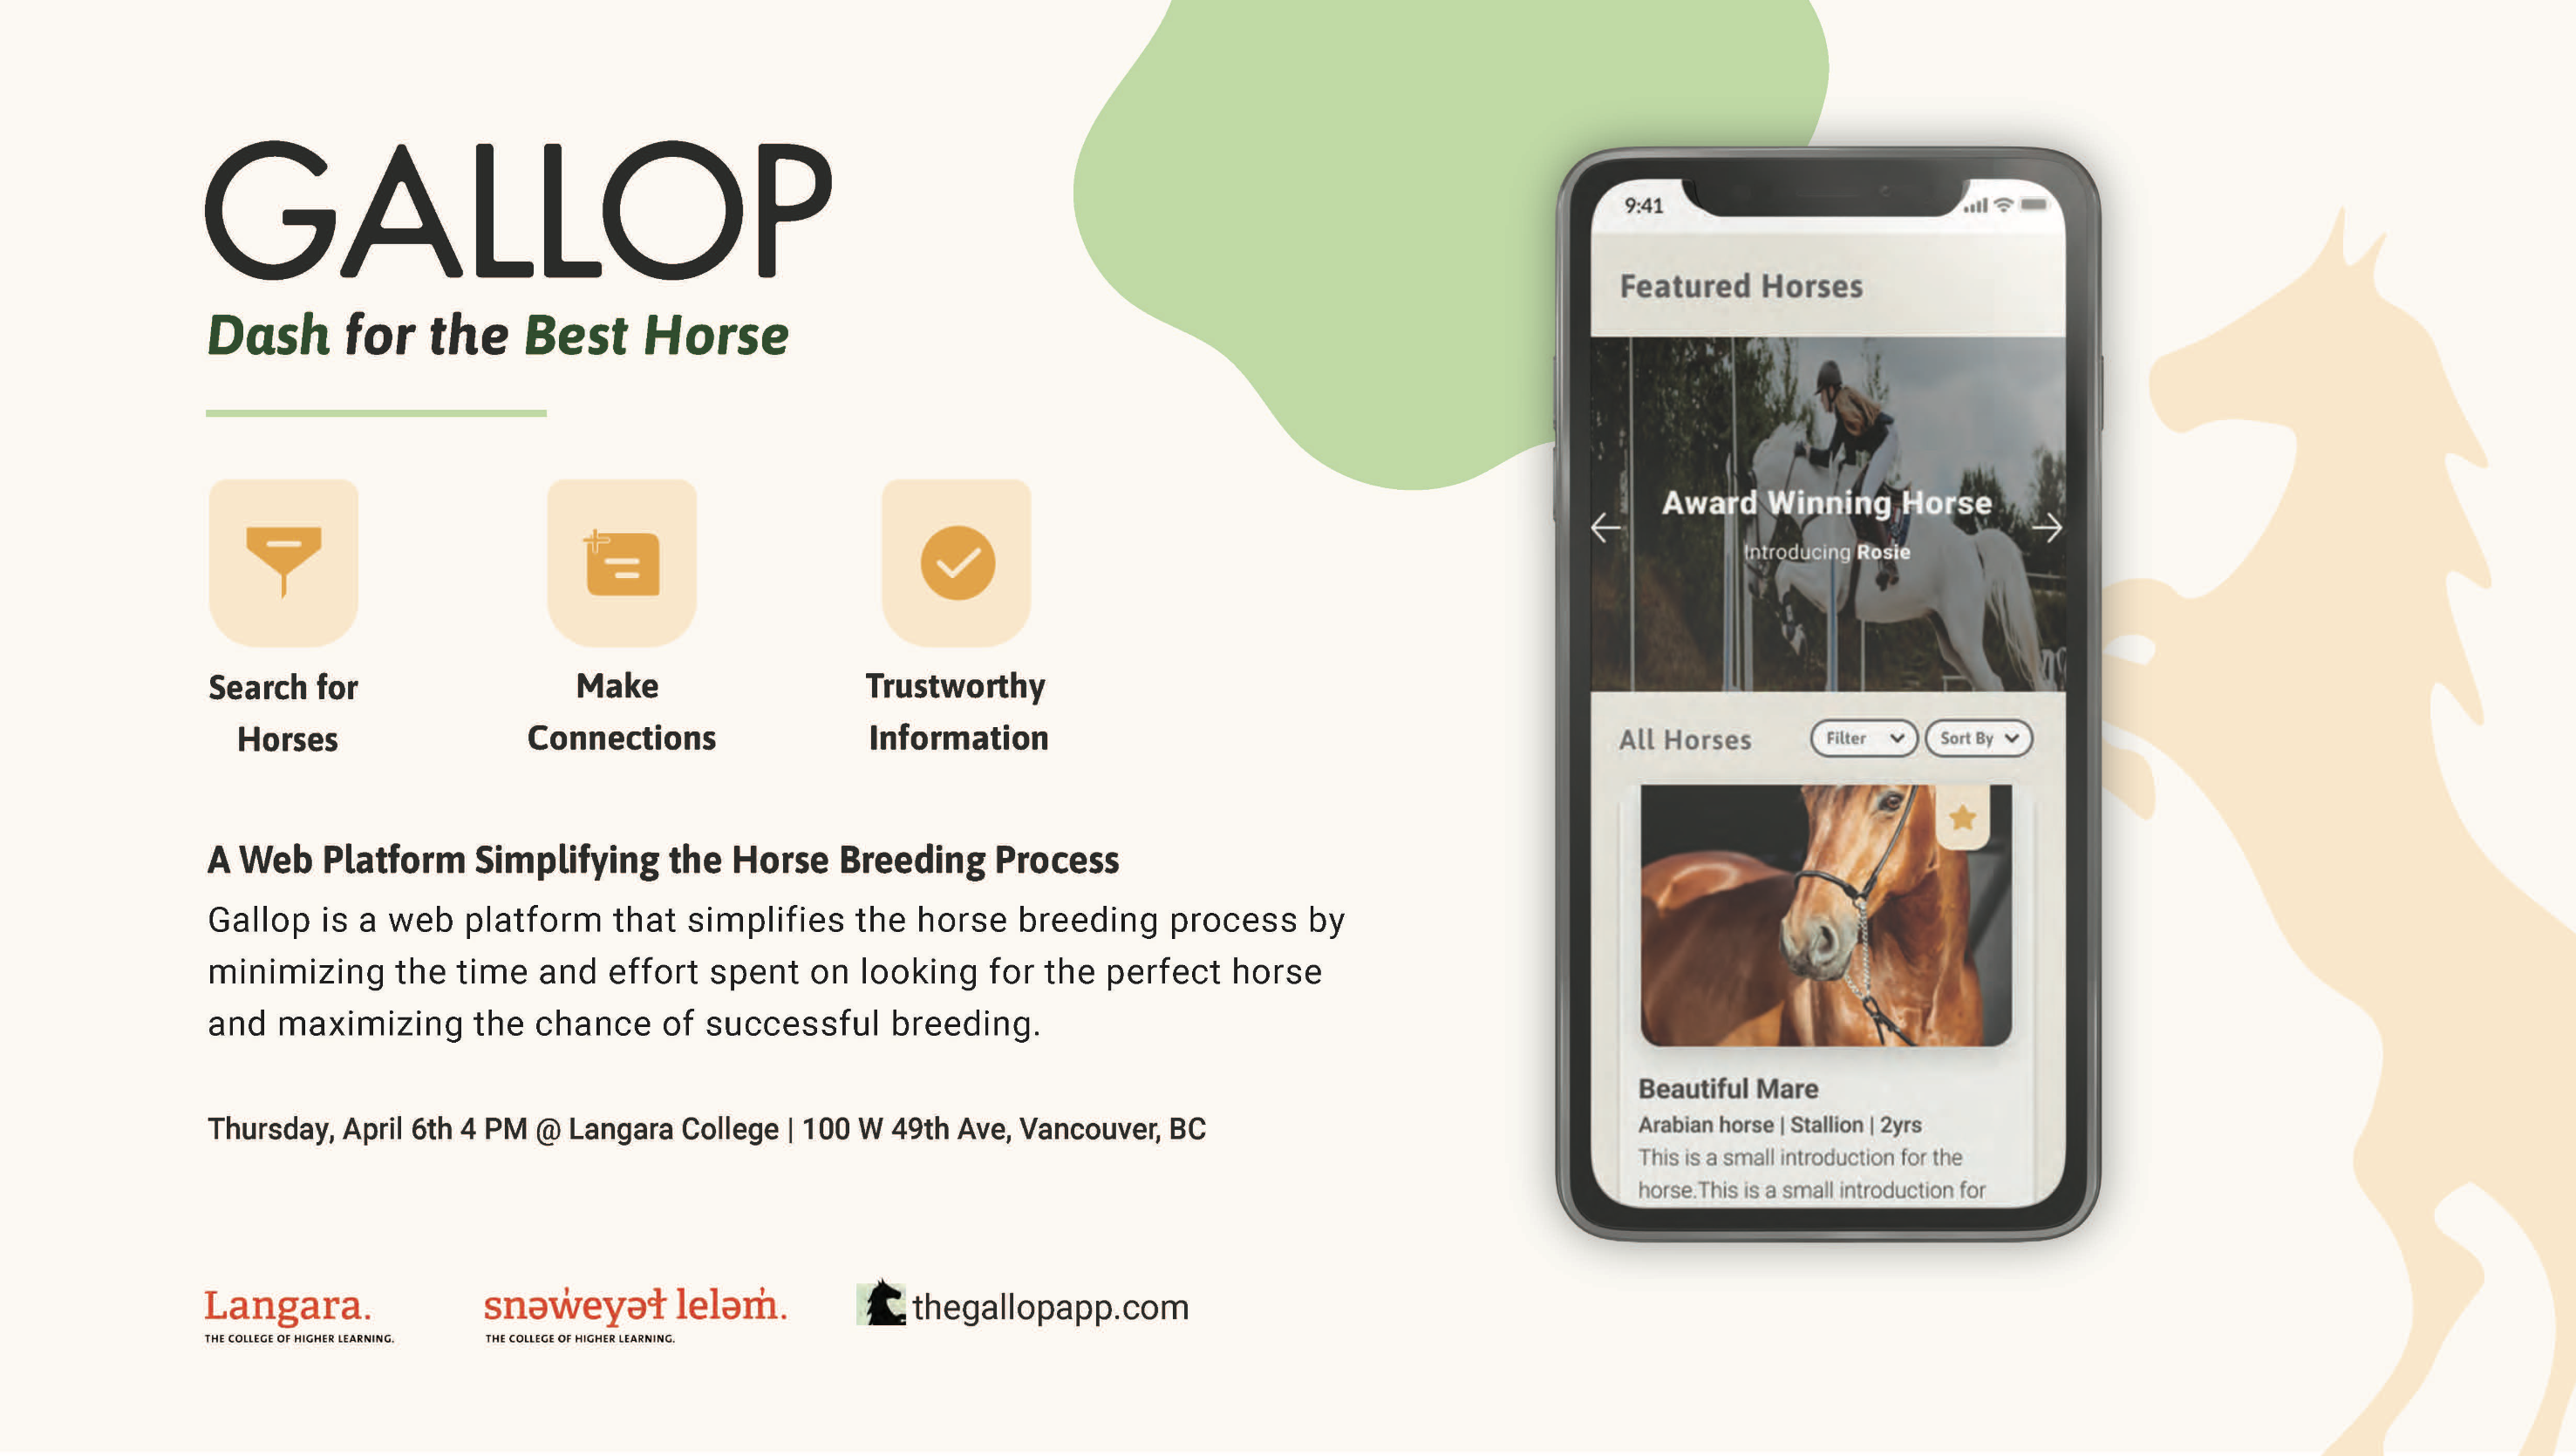 GALLOP
Dash for the Best Horse
Search for
Horses
Make
Connections
Trustworthy
Information
A Web Platform Simplifying the Horse Breeding Process
Gallop is a web platform that simplifies the horse breeding process by
minimizing the time and effort spent on looking for the perfect horse
and maximizing the chance of successful breeding.
Thursday, April 6th 4 PM @ Langara College | 100 W 49th Ave, Vancouver, BC
Langara.
THE COLLEGE OF HIGHER LEARNING.
snəw̓eyəɬ leləm̓.
THE COLLEGE OF HIGHER LEARNING.
thegallopapp.com
9:41
Featured Horses
Award Winning Horse
Introducing Rosie
All Horses
Filter
Sort By
Beautiful Mare
Arabian horse | Stallion | 2yrs
This is a small introduction for the
horse.This is a small introduction for